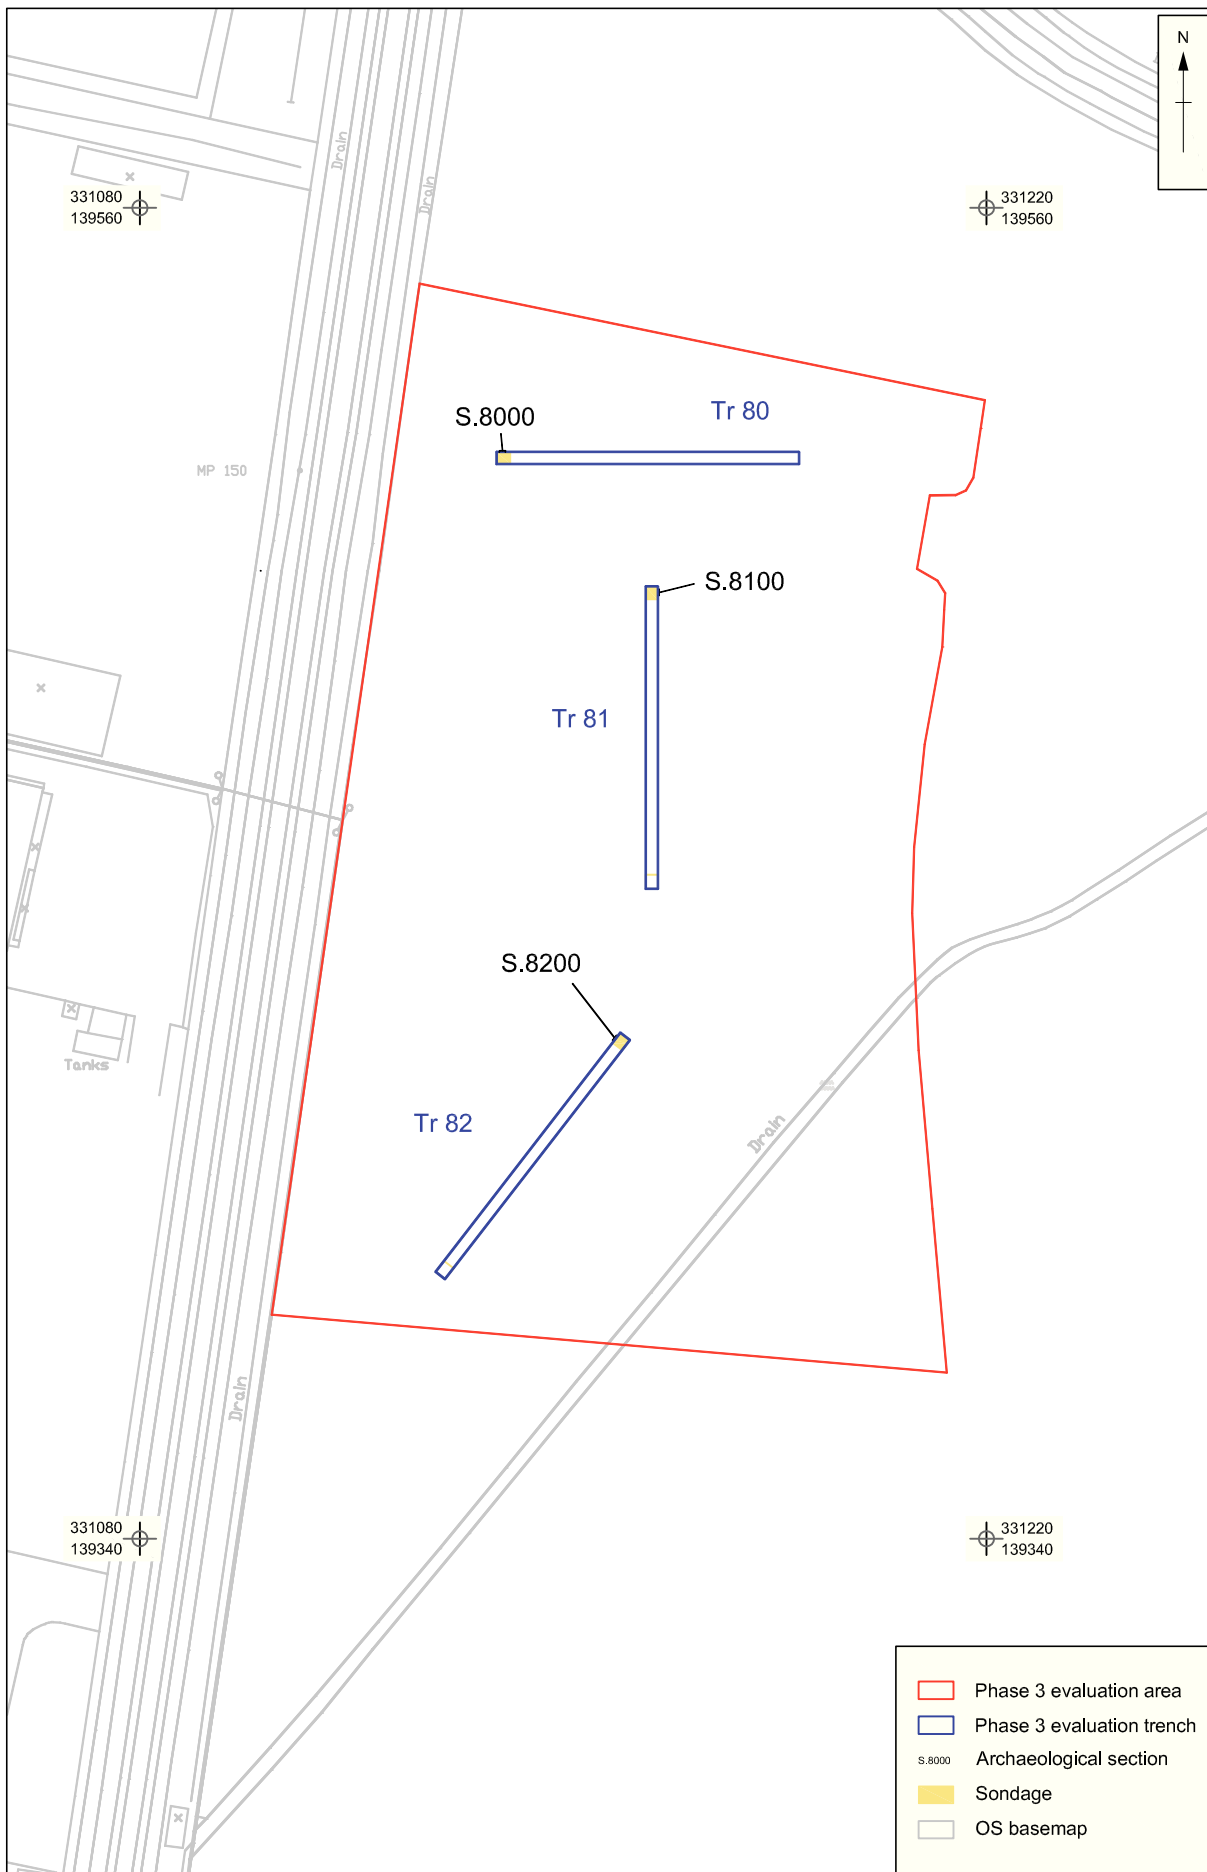 N
Drain
Drain
331080
139560
331220
139560
Tr 80
S.8000
MP 150
S.8100
Tr 81
S.8200
Tanks
Tr 82
Drain
Drain
331080
139340
331220
139340
Phase 3 evaluation area
Phase 3 evaluation trench
S.8000 Archaeological section
Sondage
OS basemap